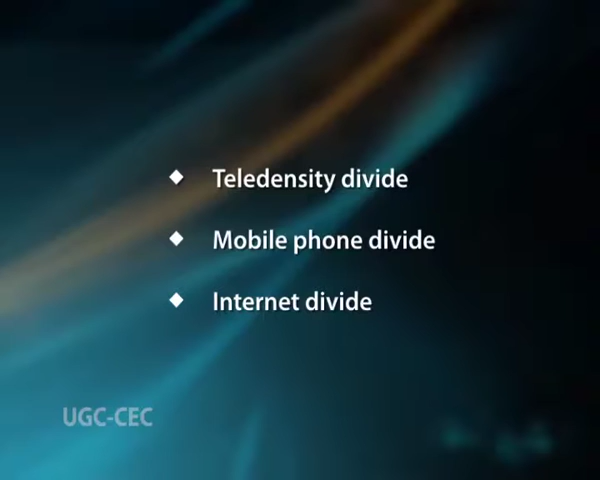 Teledensity divide
Mobile phone divide
Internet divide
UGC-CEC